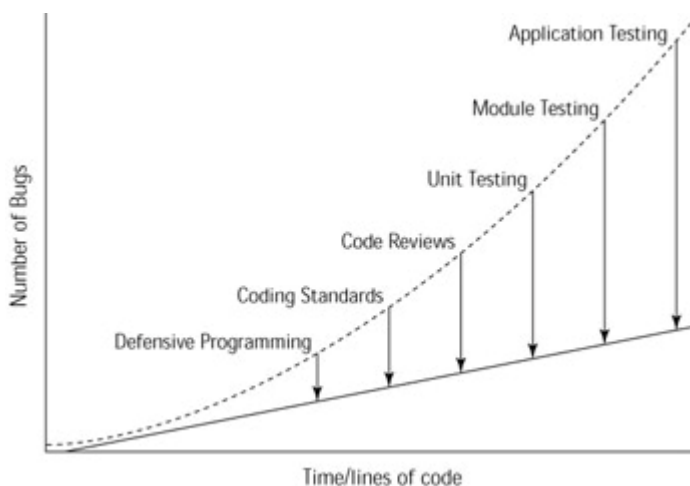 Application Testing
Module Testing
Unit Testing
Code Reviews
Coding Standards
Defensive Programming
Number of Bugs
Time/lines of code